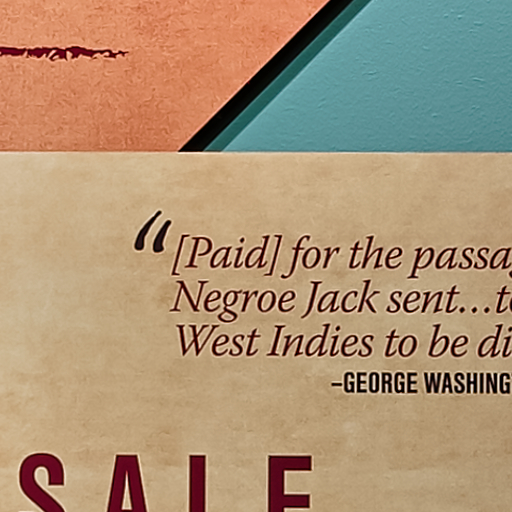 “[Paid] for the passa
Negroe Jack sent...t
West Indies to be di
–GEORGE WASHING
SALE